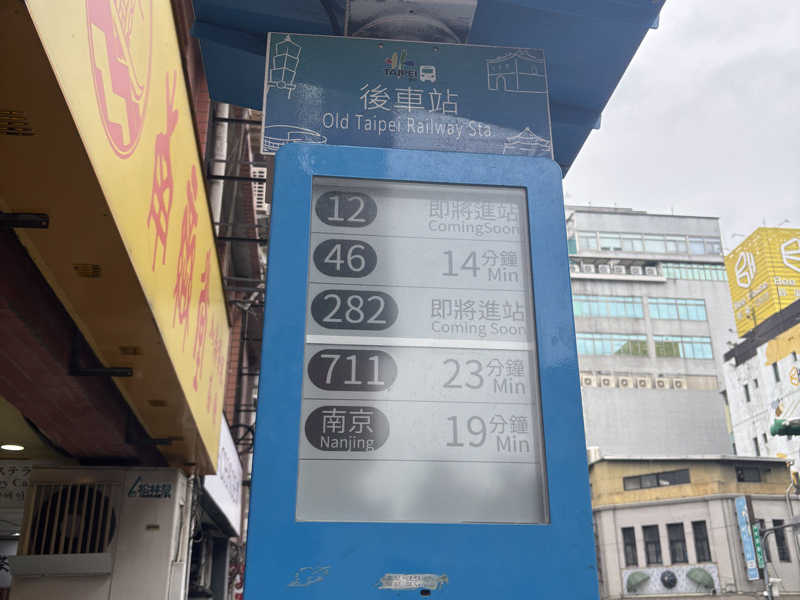 TAIPEI
後車站
Old Taipei Railway Sta.
12 即將進站
ComingSoon
46 14分鐘
Min
282 即將進站
Coming Soon
711 23分鐘
Min
南京 19分鐘
Nanjing Min